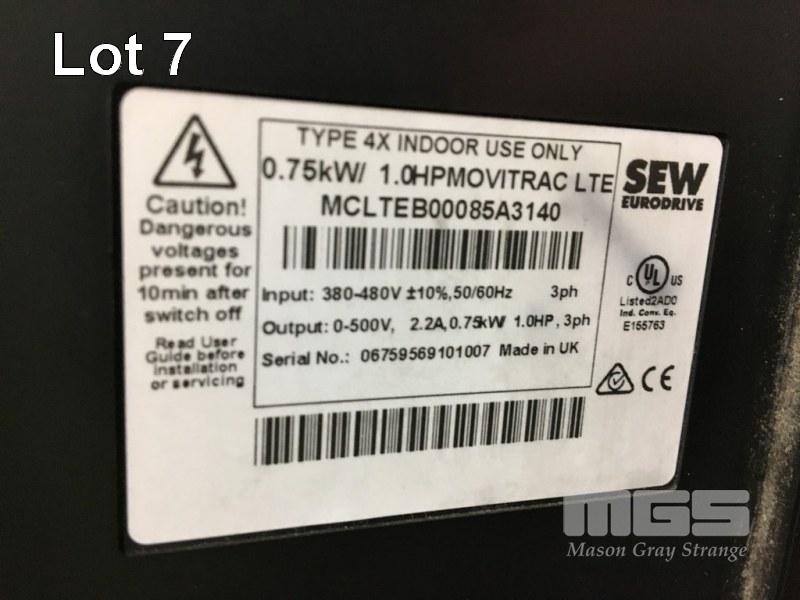 Lot 7
TYPE 4X INDOOR USE ONLY
0.75kW/ 1.0HPMOVITRAC LTE
MCLTEB00085A3140
Input: 380-480V ±10%,50/60Hz 3ph
Output: 0-500V, 2.2A,0.75kW 1.0HP, 3ph
Serial No.: 06759569101007 Made in UK
Caution!
Dangerous
voltages
present for
10min after
switch off
Read User
Guide before
installation
or servicing
SEW
EURODRIVE
C UL US
Listed2AD0
Ind. Conv. Eq.
E155763
CE
MGS
Mason Gray Strange